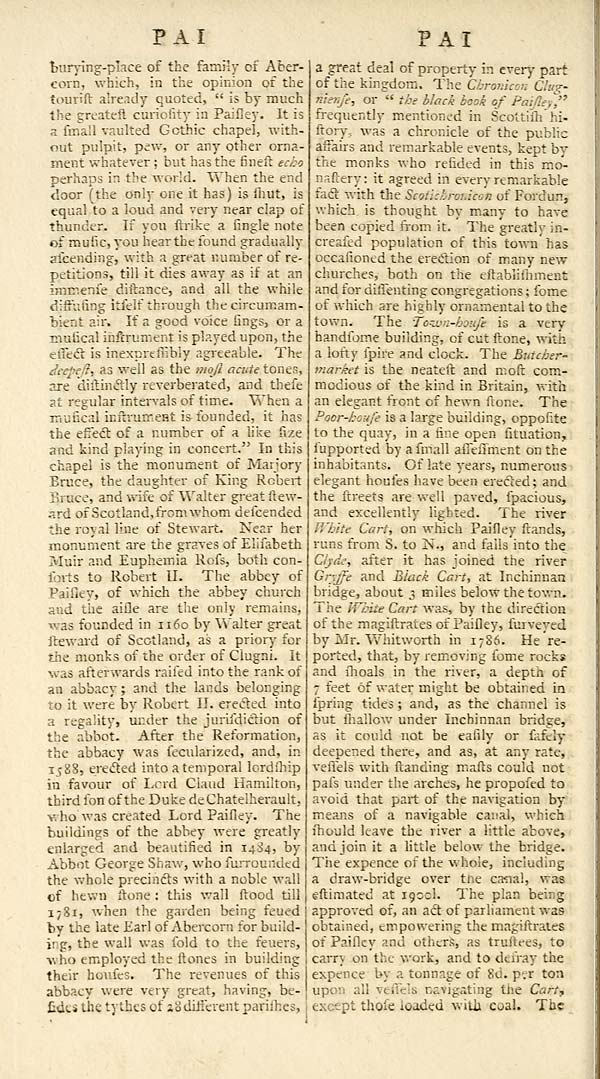 PAI
burying-place of the family of Aber-
corn, which, in the opinion of the
touriſt already quoted, “ is by much
the greateſt curioſity in Paiſley. It is
a ſmall vaulted Gothic chapel, with-
out pulpit, pew, or any other orna-
ment whatever; but has the fineſt echo
perhaps in the world. When the end
door (the only one it has) is ſhut, is
equal to a loud and very near clap of
thunder. If you ſtrike a ſingle note
of muſic, you hear the ſound gradually
aſcending, with a great number of re-
petitions, till it dies away as if at an
immenſe diſtance, and all the while
diffuſing itſelf through the circumam-
bient air. If a good voice ſings, or a
muſical inſtrument is played upon, the
effect is inexpreſſibly agreeable. The
deepeſt, as well as the moſt acute tones,
are diſtinctly reverberated, and theſe
at regular intervals of time. When a
muſical inſtrument is ſounded, it has
the effect of a number of a like ſize
and kind playing in concert.” In this
chapel is the monument of Marjory
Bruce, the daughter of King Robert
Bruce, and wife of Walter great ſtew-
ard of Scotland, from whom deſcended
the royal line of Stewart. Near her
monument are the graves of Eliſabeth
Muir and Euphemia Roſs, both con-
ſorts to Robert II. The abbey of
Paiſley, of which the abbey church
and the aiſle are the only remains,
was founded in 1160 by Walter great
ſteward of Scotland, as a priory for
the monks of the order of Clugni. It
was afterwards raiſed into the rank of
an abbacy; and the lands belonging
to it were by Robert II. erected into
a regality, under the juriſdiction of
the abbot. After the Reformation,
the abbacy was ſecularized, and, in
1588, erected into a temporal lordſhip
in favour of Lord Claud Hamilton,
third ſon of the Duke de Chatelherault,
who was created Lord Paiſley. The
buildings of the abbey were greatly
enlarged and beautified in 1484, by
Abbot George Shaw, who ſurrounded
the whole precincts with a noble wall
of hewn ſtone: this wall ſtood till
1781, when the garden being feued
by the late Earl of Abercorn for build-
ing, the wall was ſold to the feuers,
who employed the ſtones in building
their houſes. The revenues of this
abbacy were very great, having, be-
ſides the tythes of 28 different pariſhes,
PAI
a great deal of property in every part
of the kingdom. The Chronicon Clug-
nienſe, or “ the black book of Paiſley,”
frequently mentioned in Scottiſh hi-
ſtory, was a chronicle of the public
affairs and remarkable events, kept by
the monks who reſided in this mo-
naſtery: it agreed in every remarkable
fact with the Scotichronicon of Fordun,
which is thought by many to have
been copied from it. The greatly in-
creaſed population of this town has
occaſioned the erection of many new
churches, both on the eſtabliſhment
and for diſſenting congregations; ſome
of which are highly ornamental to the
town. The Town-houſe is a very
handſome building, of cut ſtone, with
a lofty ſpire and clock. The Butcher-
market is the neateſt and moſt com-
modious of the kind in Britain, with
an elegant front of hewn ſtone. The
Poor-houſe is a large building, oppoſite
to the quay, in a fine open ſituation,
ſupported by a ſmall aſſeſſment on the
inhabitants. Of late years, numerous
elegant houſes have been erected; and
the ſtreets are well paved, ſpacious,
and excellently lighted. The river
White Cart, on which Paiſley ſtands,
runs from S. to N., and falls into the
Clyde, after it has joined the river
Gryffe and Black Cart, at Inchinnan
bridge, about 3 miles below the town.
The White Cart was, by the direction
of the magiſtrates of Paiſley, ſurveyed
by Mr. Whitworth in 1786. He re-
ported, that, by removing ſome rocks
and ſhoals in the river, a depth of
7 feet of water might be obtained in
ſpring tides; and, as the channel is
but ſhallow under Inchinnan bridge,
as it could not be eaſily or ſafely
deepened there, and as, at any rate,
veſſels with ſtanding maſts could not
paſs under the arches, he propoſed to
avoid that part of the navigation by
means of a navigable canal, which
ſhould leave the river a little above,
and join it a little below the bridge.
The expence of the whole, including
a draw-bridge over the canal, was
eſtimated at 1900l. The plan being
approved of, an act of parliament was
obtained, empowering the magiſtrates
of Paiſley and others, as truſtees, to
carry on the work, and to defray the
expence by a tonnage of 8d. per ton
upon all veſſels navigating the Cart,
except thoſe loaded with coal. The